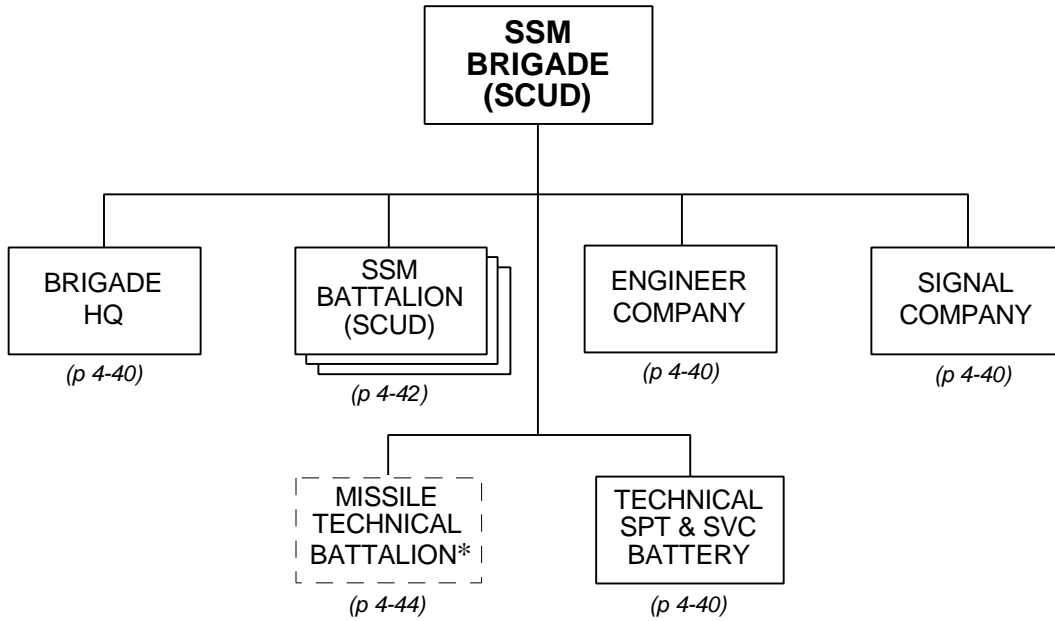 SSM
BRIGADE
(SCUD)
BRIGADE
HQ
(p 4-40)
SSM
BATTALION
(SCUD)
(p 4-42)
ENGINEER
COMPANY
(p 4-40)
SIGNAL
COMPANY
(p 4-40)
MISSILE
TECHNICAL
BATTALION*
(p 4-44)
TECHNICAL
SPT & SVC
BATTERY
(p 4-40)